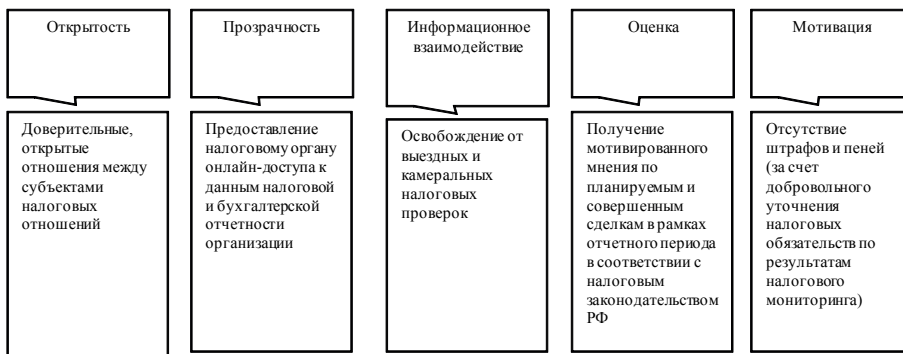 Открытость
Доверительные,
открытые
отношения между
субъектами
налоговых
отношений
Прозрачность
Предоставление
налоговому органу
онлайн-доступа к
данным налоговой
и бухгалтерской
отчетности
организации
Информационное
взаимодействие
Освобождение от
выездных и
камеральных
налоговых
проверок
Оценка
Получение
мотивированного
мнения по
планируемым и
совершенным
сделкам в рамках
отчетного периода
в соответствии с
налоговым
законодательством
РФ
Мотивация
Отсутствие
штрафов и пеней
(за счет
добровольного
уточнения
налоговых
обязательств по
результатам
налогового
мониторинга)